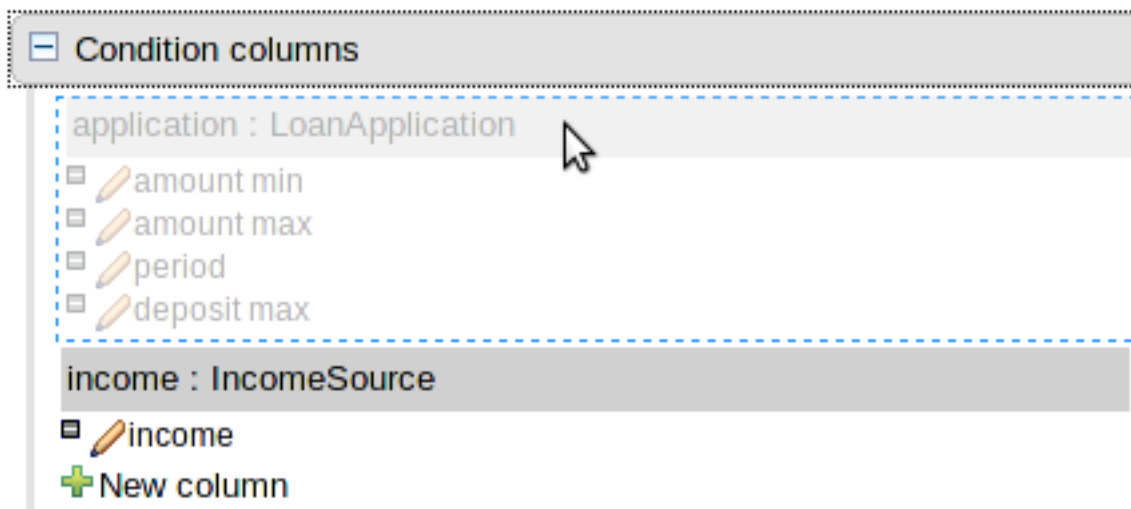 Condition columns
application : LoanApplication
amount min
amount max
period
deposit max
income : IncomeSource
income
New column